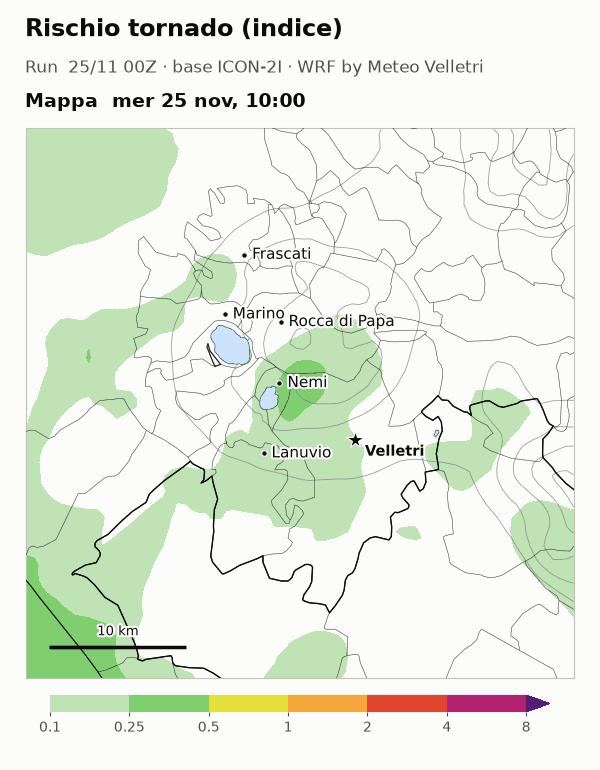 Rischio tornado (indice)
Run  25/11 00Z · base ICON-2I · WRF by Meteo Velletri
Mappa  mer 25 nov, 10:00
Frascati
Marino
Rocca di Papa
Nemi
Velletri
Lanuvio
10 km
0.1 0.25 0.5 1 2 4 8